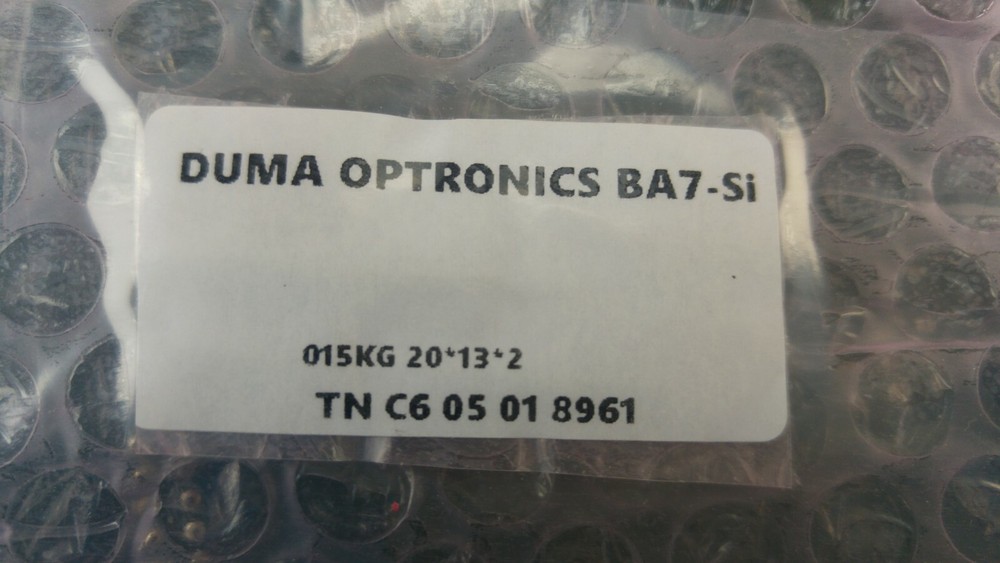 DUMA OPTRONICS BA7-Si
015KG 20*13*2
TN C6 05 01 8961